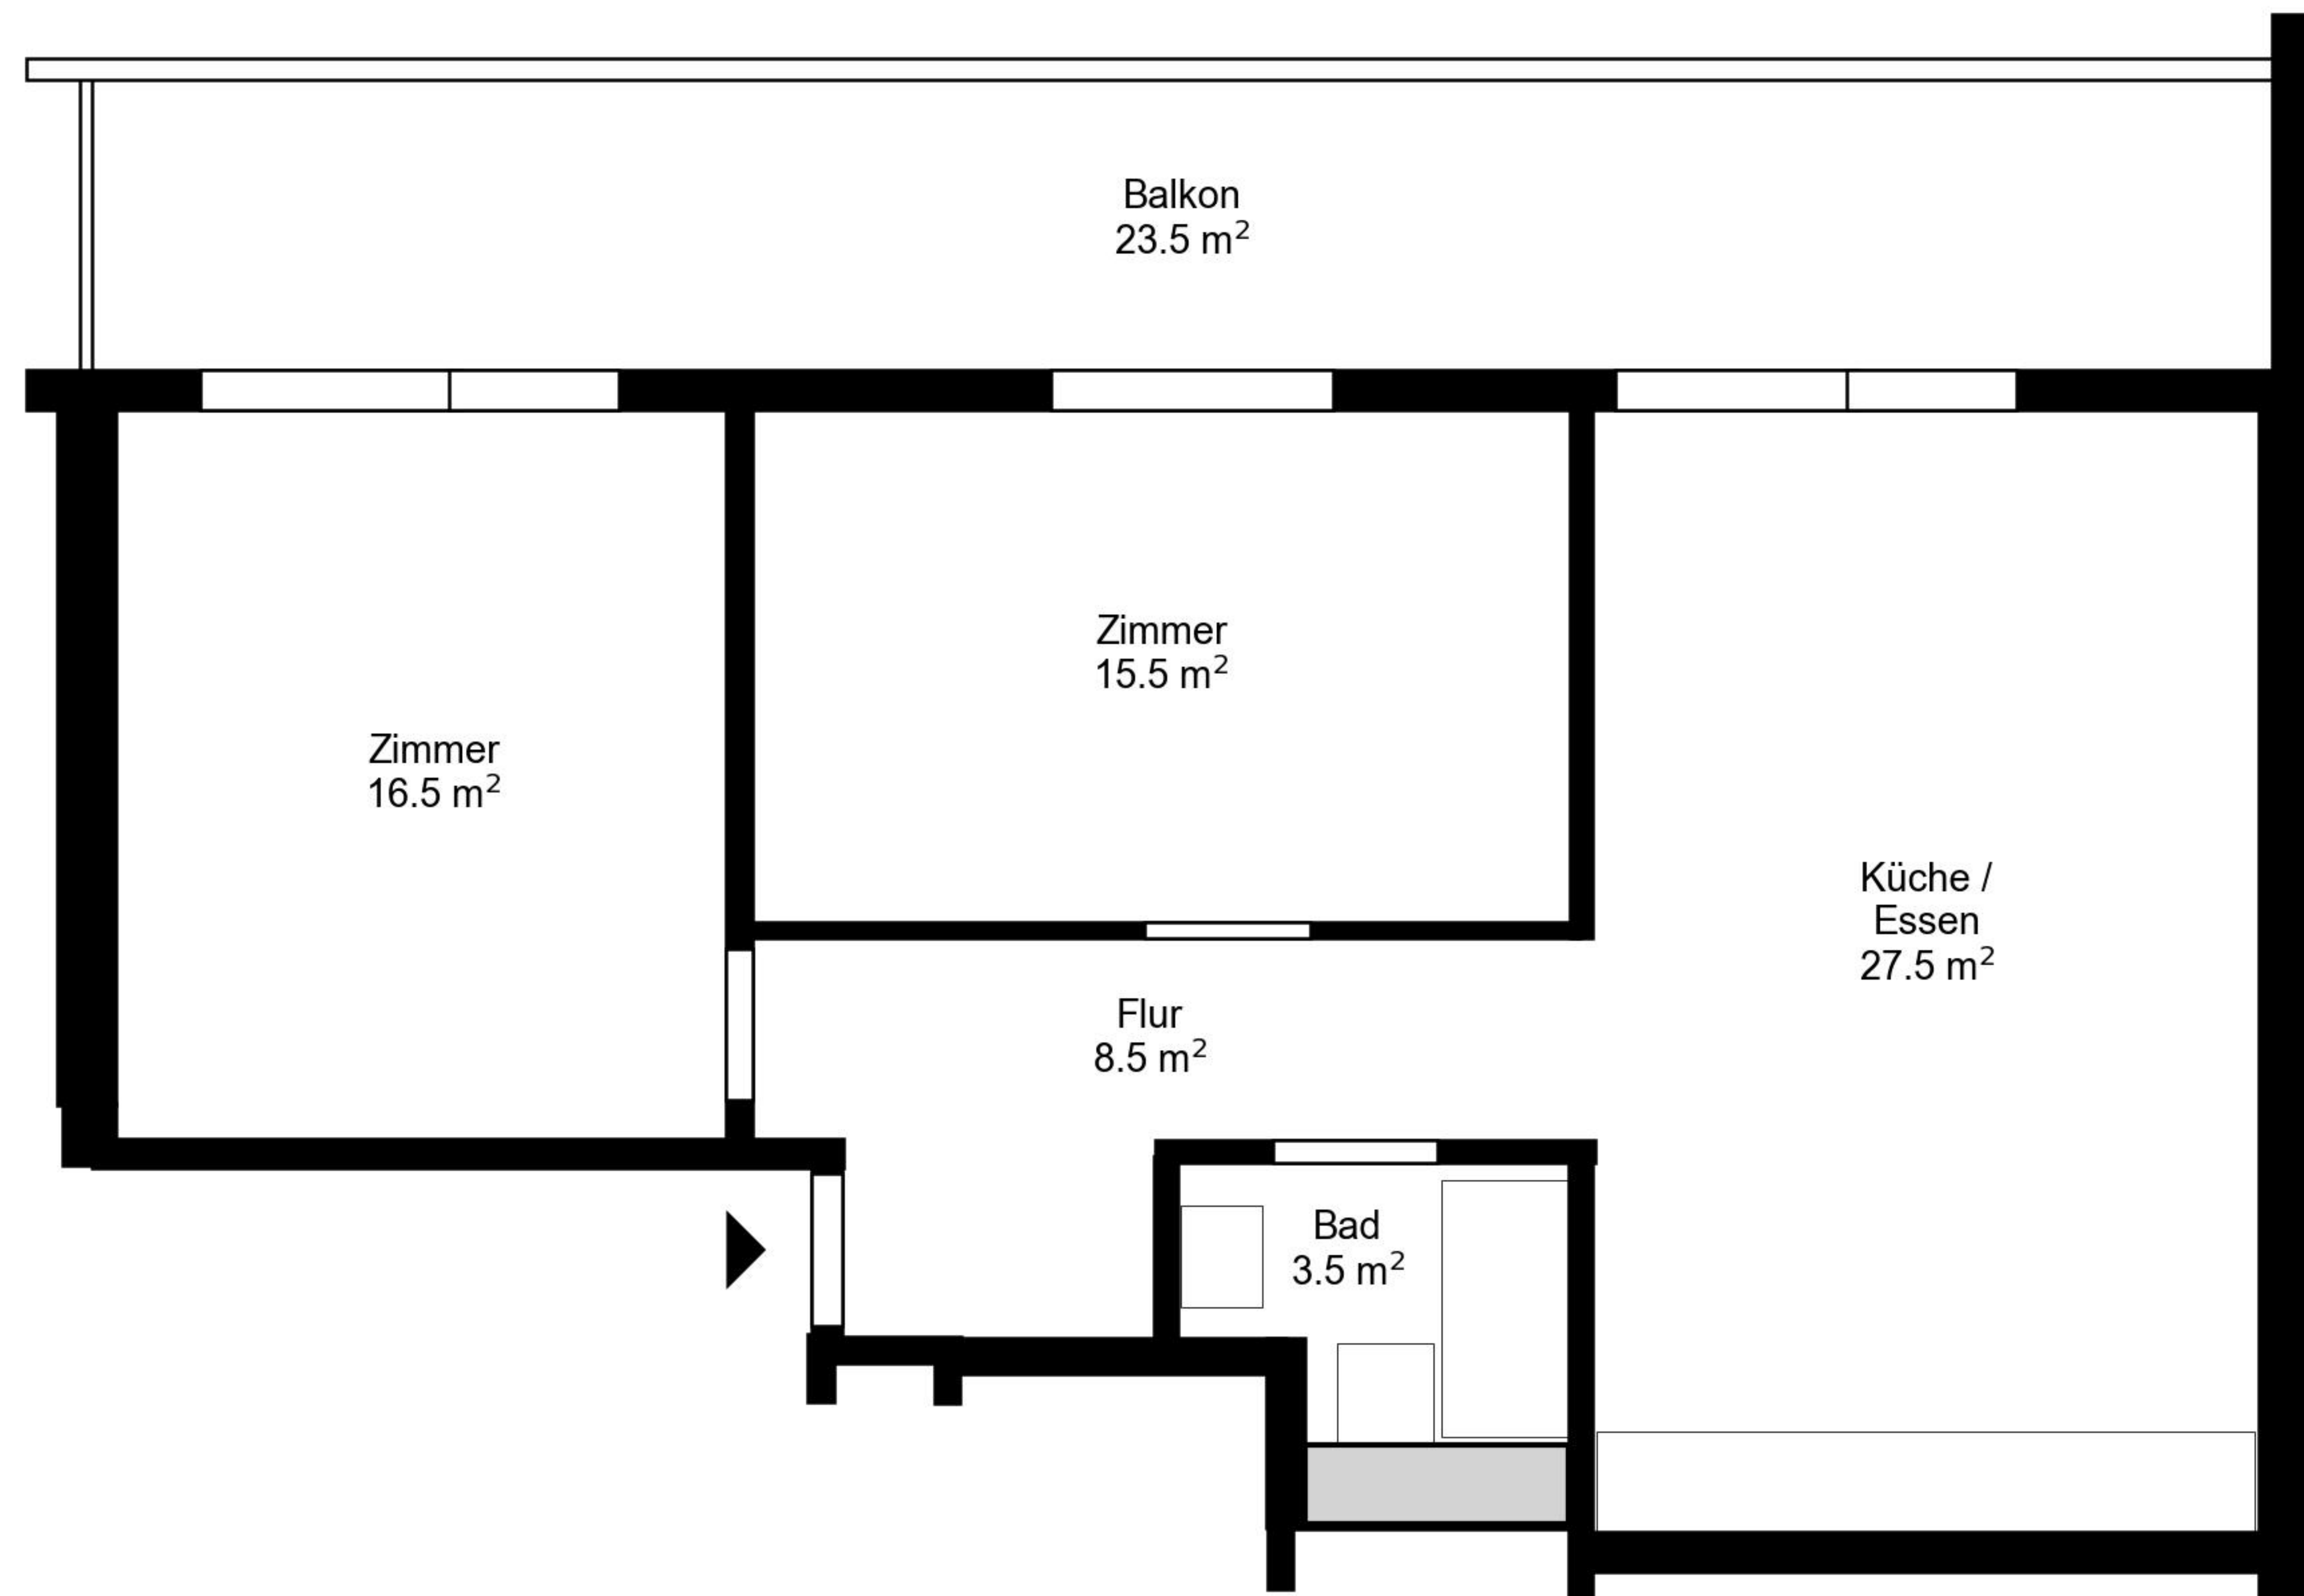 Balkon
23.5 m²
Zimmer
15.5 m²
Zimmer
16.5 m²
Küche /
Essen
27.5 m²
Flur
8.5 m²
Bad
3.5 m²